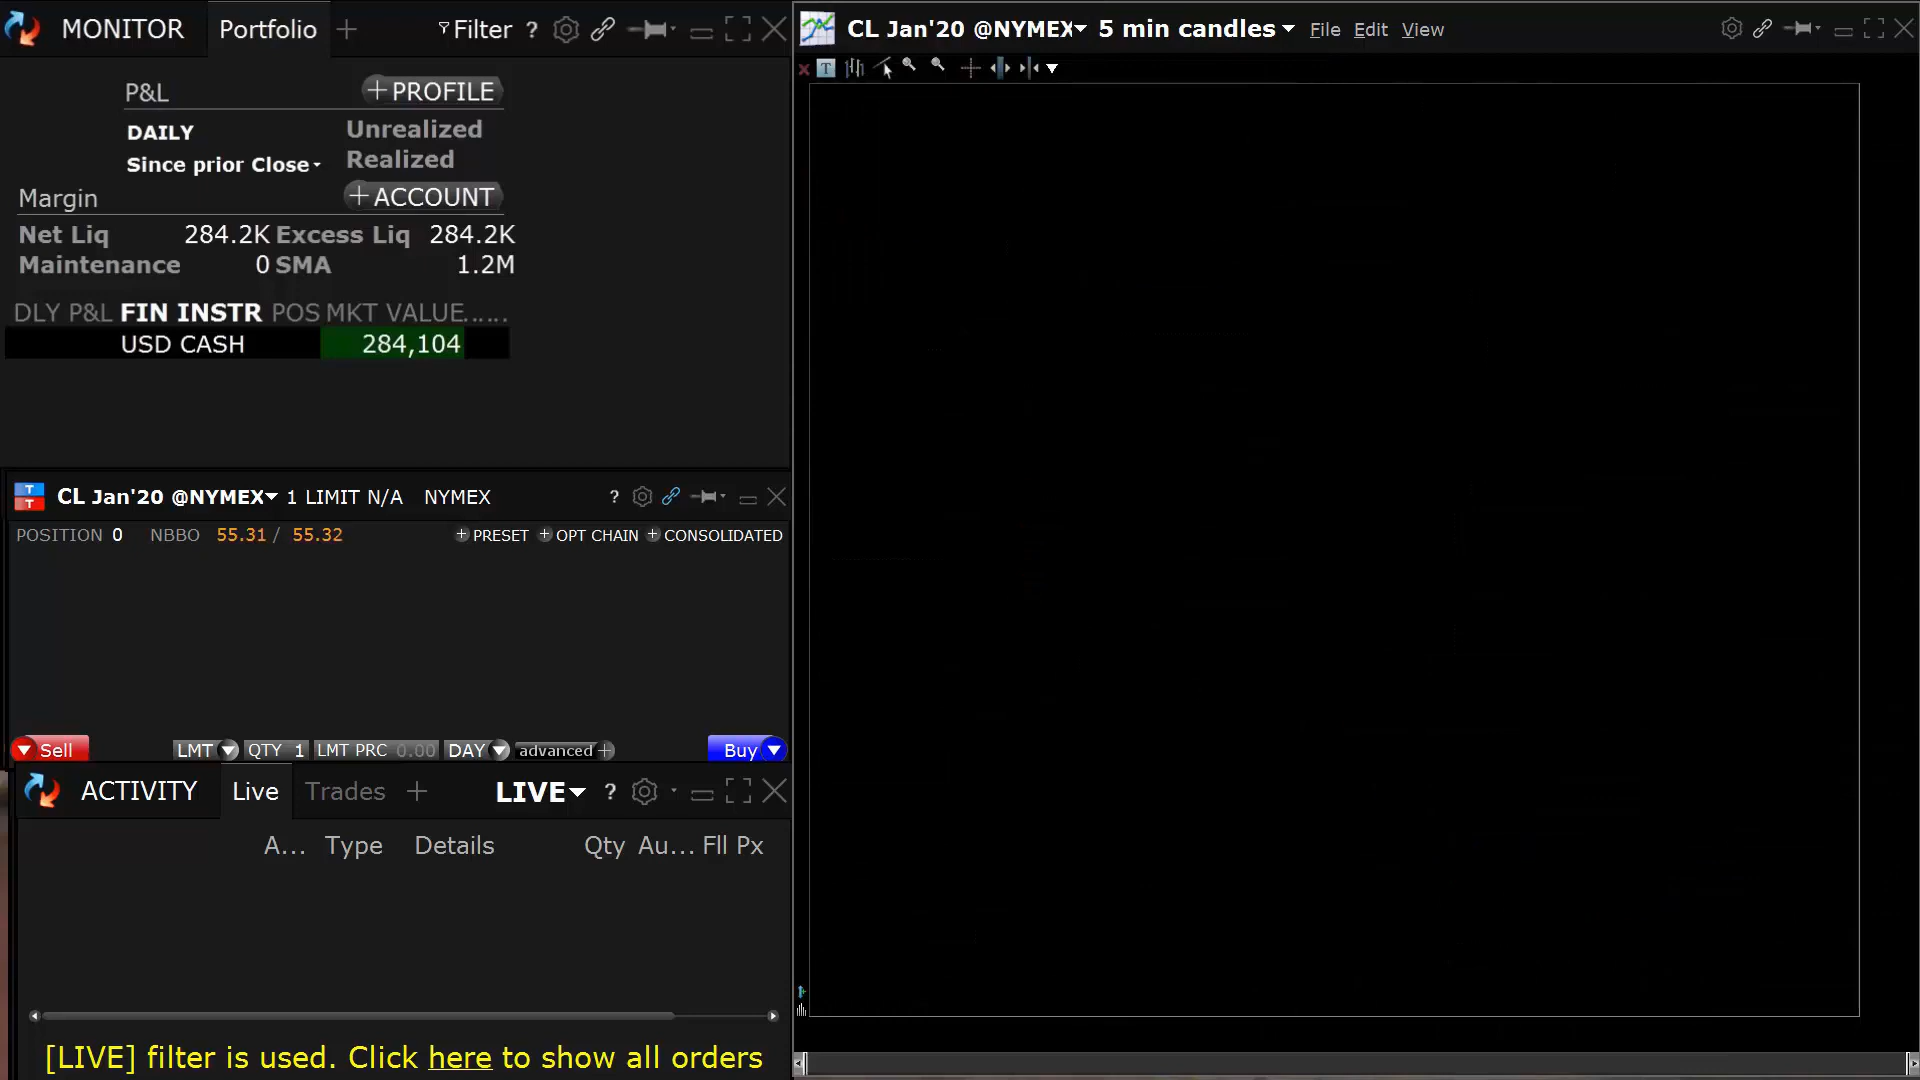 MONITOR Portfolio + Filter ?
P&L + PROFILE
DAILY Unrealized
Since prior Close Realized
Margin + ACCOUNT
Net Liq 284.2K Excess Liq 284.2K
Maintenance 0 SMA 1.2M
DLY P&L FIN INSTR POS MKT VALUE......
USD CASH 284,104
CL Jan'20 @NYMEX 1 LIMIT N/A NYMEX ?
POSITION 0 NBBO 55.31 / 55.32 + PRESET + OPT CHAIN + CONSOLIDATED
Sell LMT QTY 1 LMT PRC 0.00 DAY advanced + Buy
ACTIVITY Live Trades + LIVE ?
A... Type Details Qty Au... Fll Px
[LIVE] filter is used. Click here to show all orders
CL Jan'20 @NYMEX 5 min candles File Edit View
T